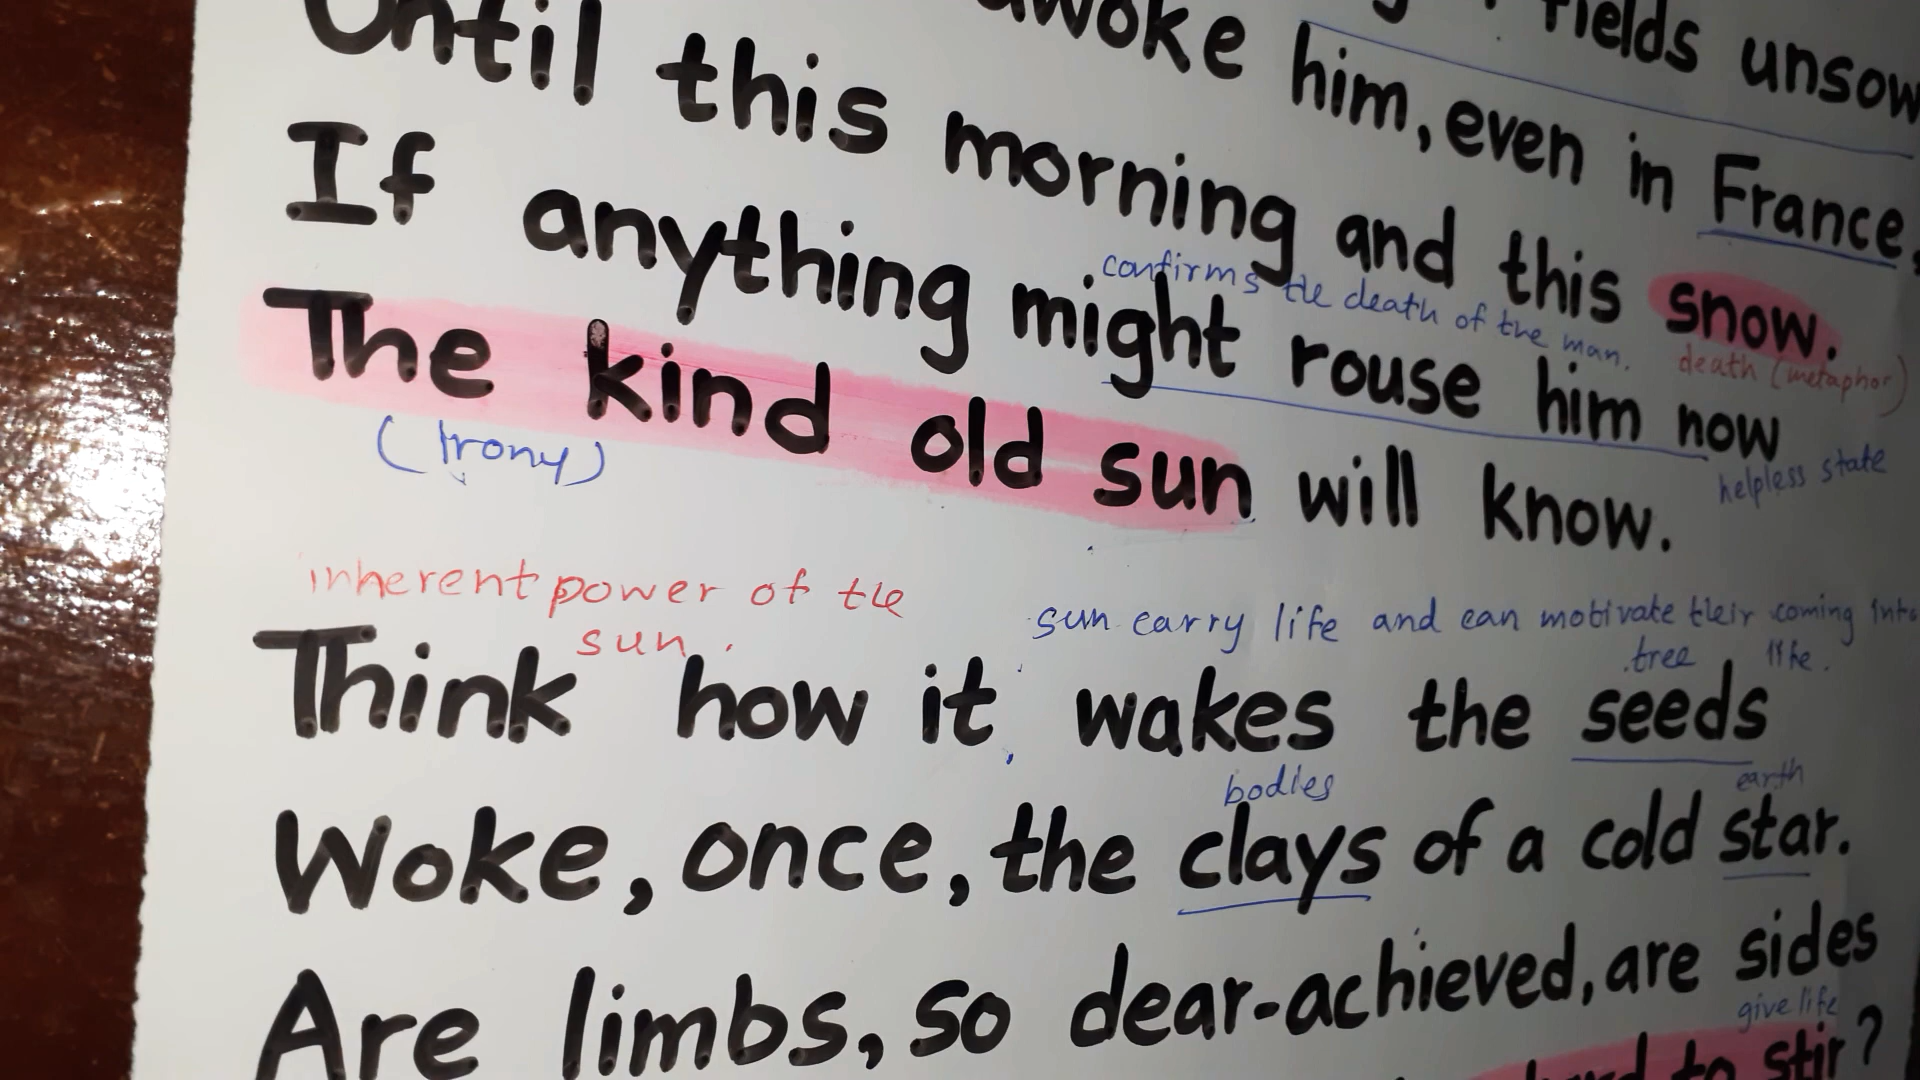 fields unsow
awoke him, even in France,
Until this morning and this snow.
confirms the death of the man.
death (metaphor)
If anything might rouse him now
helpless state
The kind old sun will know.
(Irony)
inherent power of the
sun.
sun carry life and can motivate their coming into
tree life.
Think how it wakes the seeds
bodies
earth
Woke, once, the clays of a cold star.
Are limbs, so dear-achieved, are sides
give life
to stir?